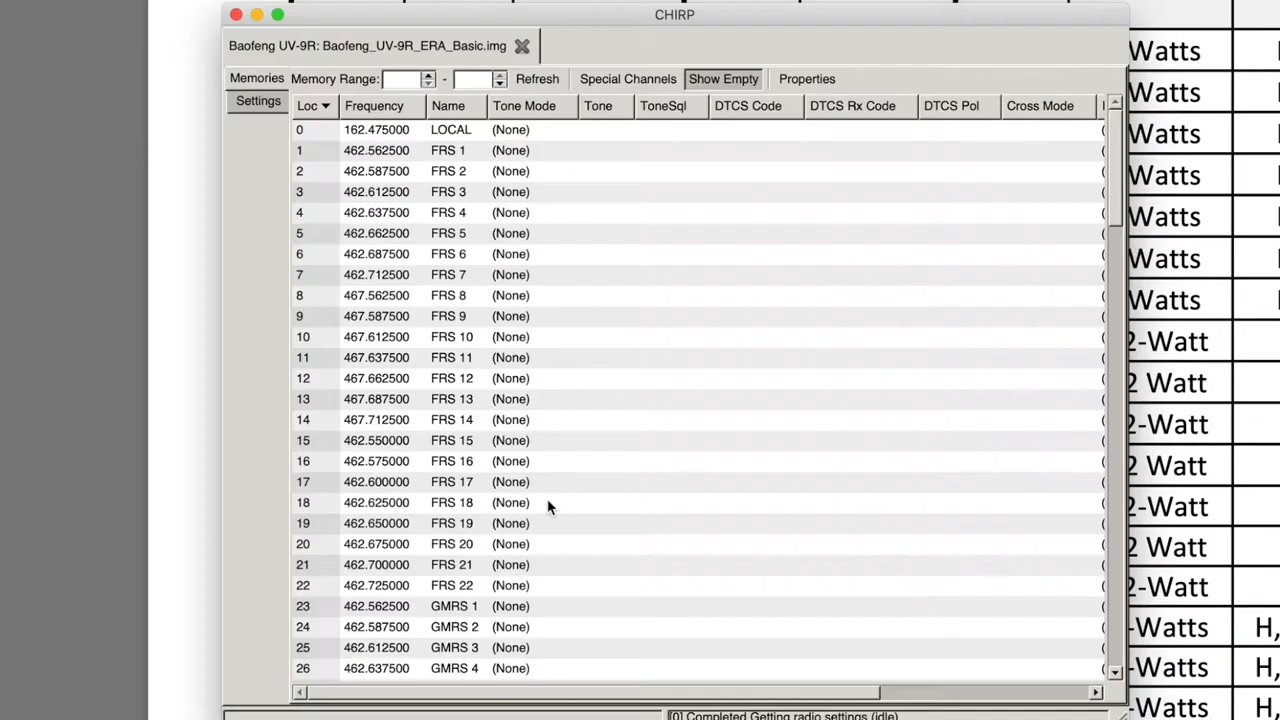 CHIRP
Baofeng UV-9R: Baofeng_UV-9R_ERA_Basic.img
Memories Memory Range: - Refresh Special Channels Show Empty Properties
Settings
Loc Frequency Name Tone Mode Tone ToneSql DTCS Code DTCS Rx Code DTCS Pol Cross Mode
0 162.475000 LOCAL (None)
1 462.562500 FRS 1 (None)
2 462.587500 FRS 2 (None)
3 462.612500 FRS 3 (None)
4 462.637500 FRS 4 (None)
5 462.662500 FRS 5 (None)
6 462.687500 FRS 6 (None)
7 462.712500 FRS 7 (None)
8 467.562500 FRS 8 (None)
9 467.587500 FRS 9 (None)
10 467.612500 FRS 10 (None)
11 467.637500 FRS 11 (None)
12 467.662500 FRS 12 (None)
13 467.687500 FRS 13 (None)
14 467.712500 FRS 14 (None)
15 462.550000 FRS 15 (None)
16 462.575000 FRS 16 (None)
17 462.600000 FRS 17 (None)
18 462.625000 FRS 18 (None)
19 462.650000 FRS 19 (None)
20 462.675000 FRS 20 (None)
21 462.700000 FRS 21 (None)
22 462.725000 FRS 22 (None)
23 462.562500 GMRS 1 (None)
24 462.587500 GMRS 2 (None)
25 462.612500 GMRS 3 (None)
26 462.637500 GMRS 4 (None)
[0] Completed Getting radio settings (idle)
Watts
Watts
Watts
Watts
Watts
Watts
Watts
2-Watt
2 Watt
2-Watt
2 Watt
2-Watt
2 Watt
2-Watt
-Watts H,
-Watts H,
-Watts H,